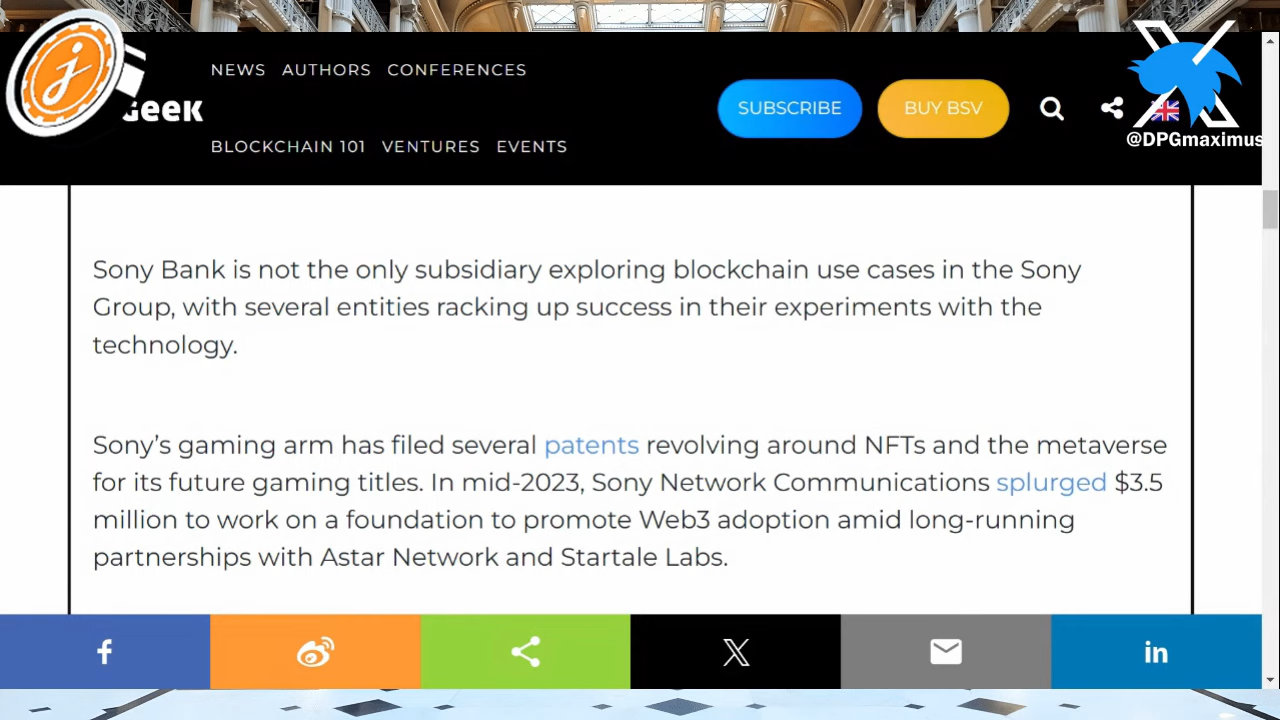 NEWS AUTHORS CONFERENCES
Geek
SUBSCRIBE
BUY BSV
@DPGmaximus
BLOCKCHAIN 101 VENTURES EVENTS
Sony Bank is not the only subsidiary exploring blockchain use cases in the Sony
Group, with several entities racking up success in their experiments with the
technology.
Sony’s gaming arm has filed several patents revolving around NFTs and the metaverse
for its future gaming titles. In mid-2023, Sony Network Communications splurged $3.5
million to work on a foundation to promote Web3 adoption amid long-running
partnerships with Astar Network and Startale Labs.